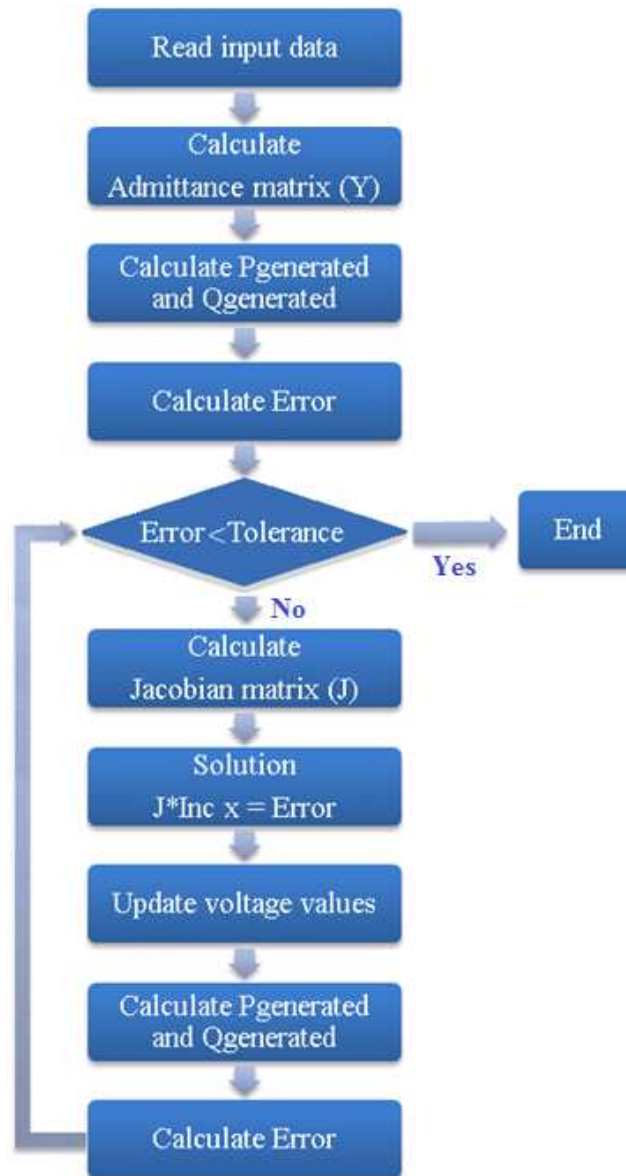 Read input data
Calculate
Admittance matrix (Y)
Calculate Pgenerated
and Qgenerated
Calculate Error
Error<Tolerance
End
Yes
No
Calculate
Jacobian matrix (J)
Solution
J*Inc x = Error
Update voltage values
Calculate Pgenerated
and Qgenerated
Calculate Error